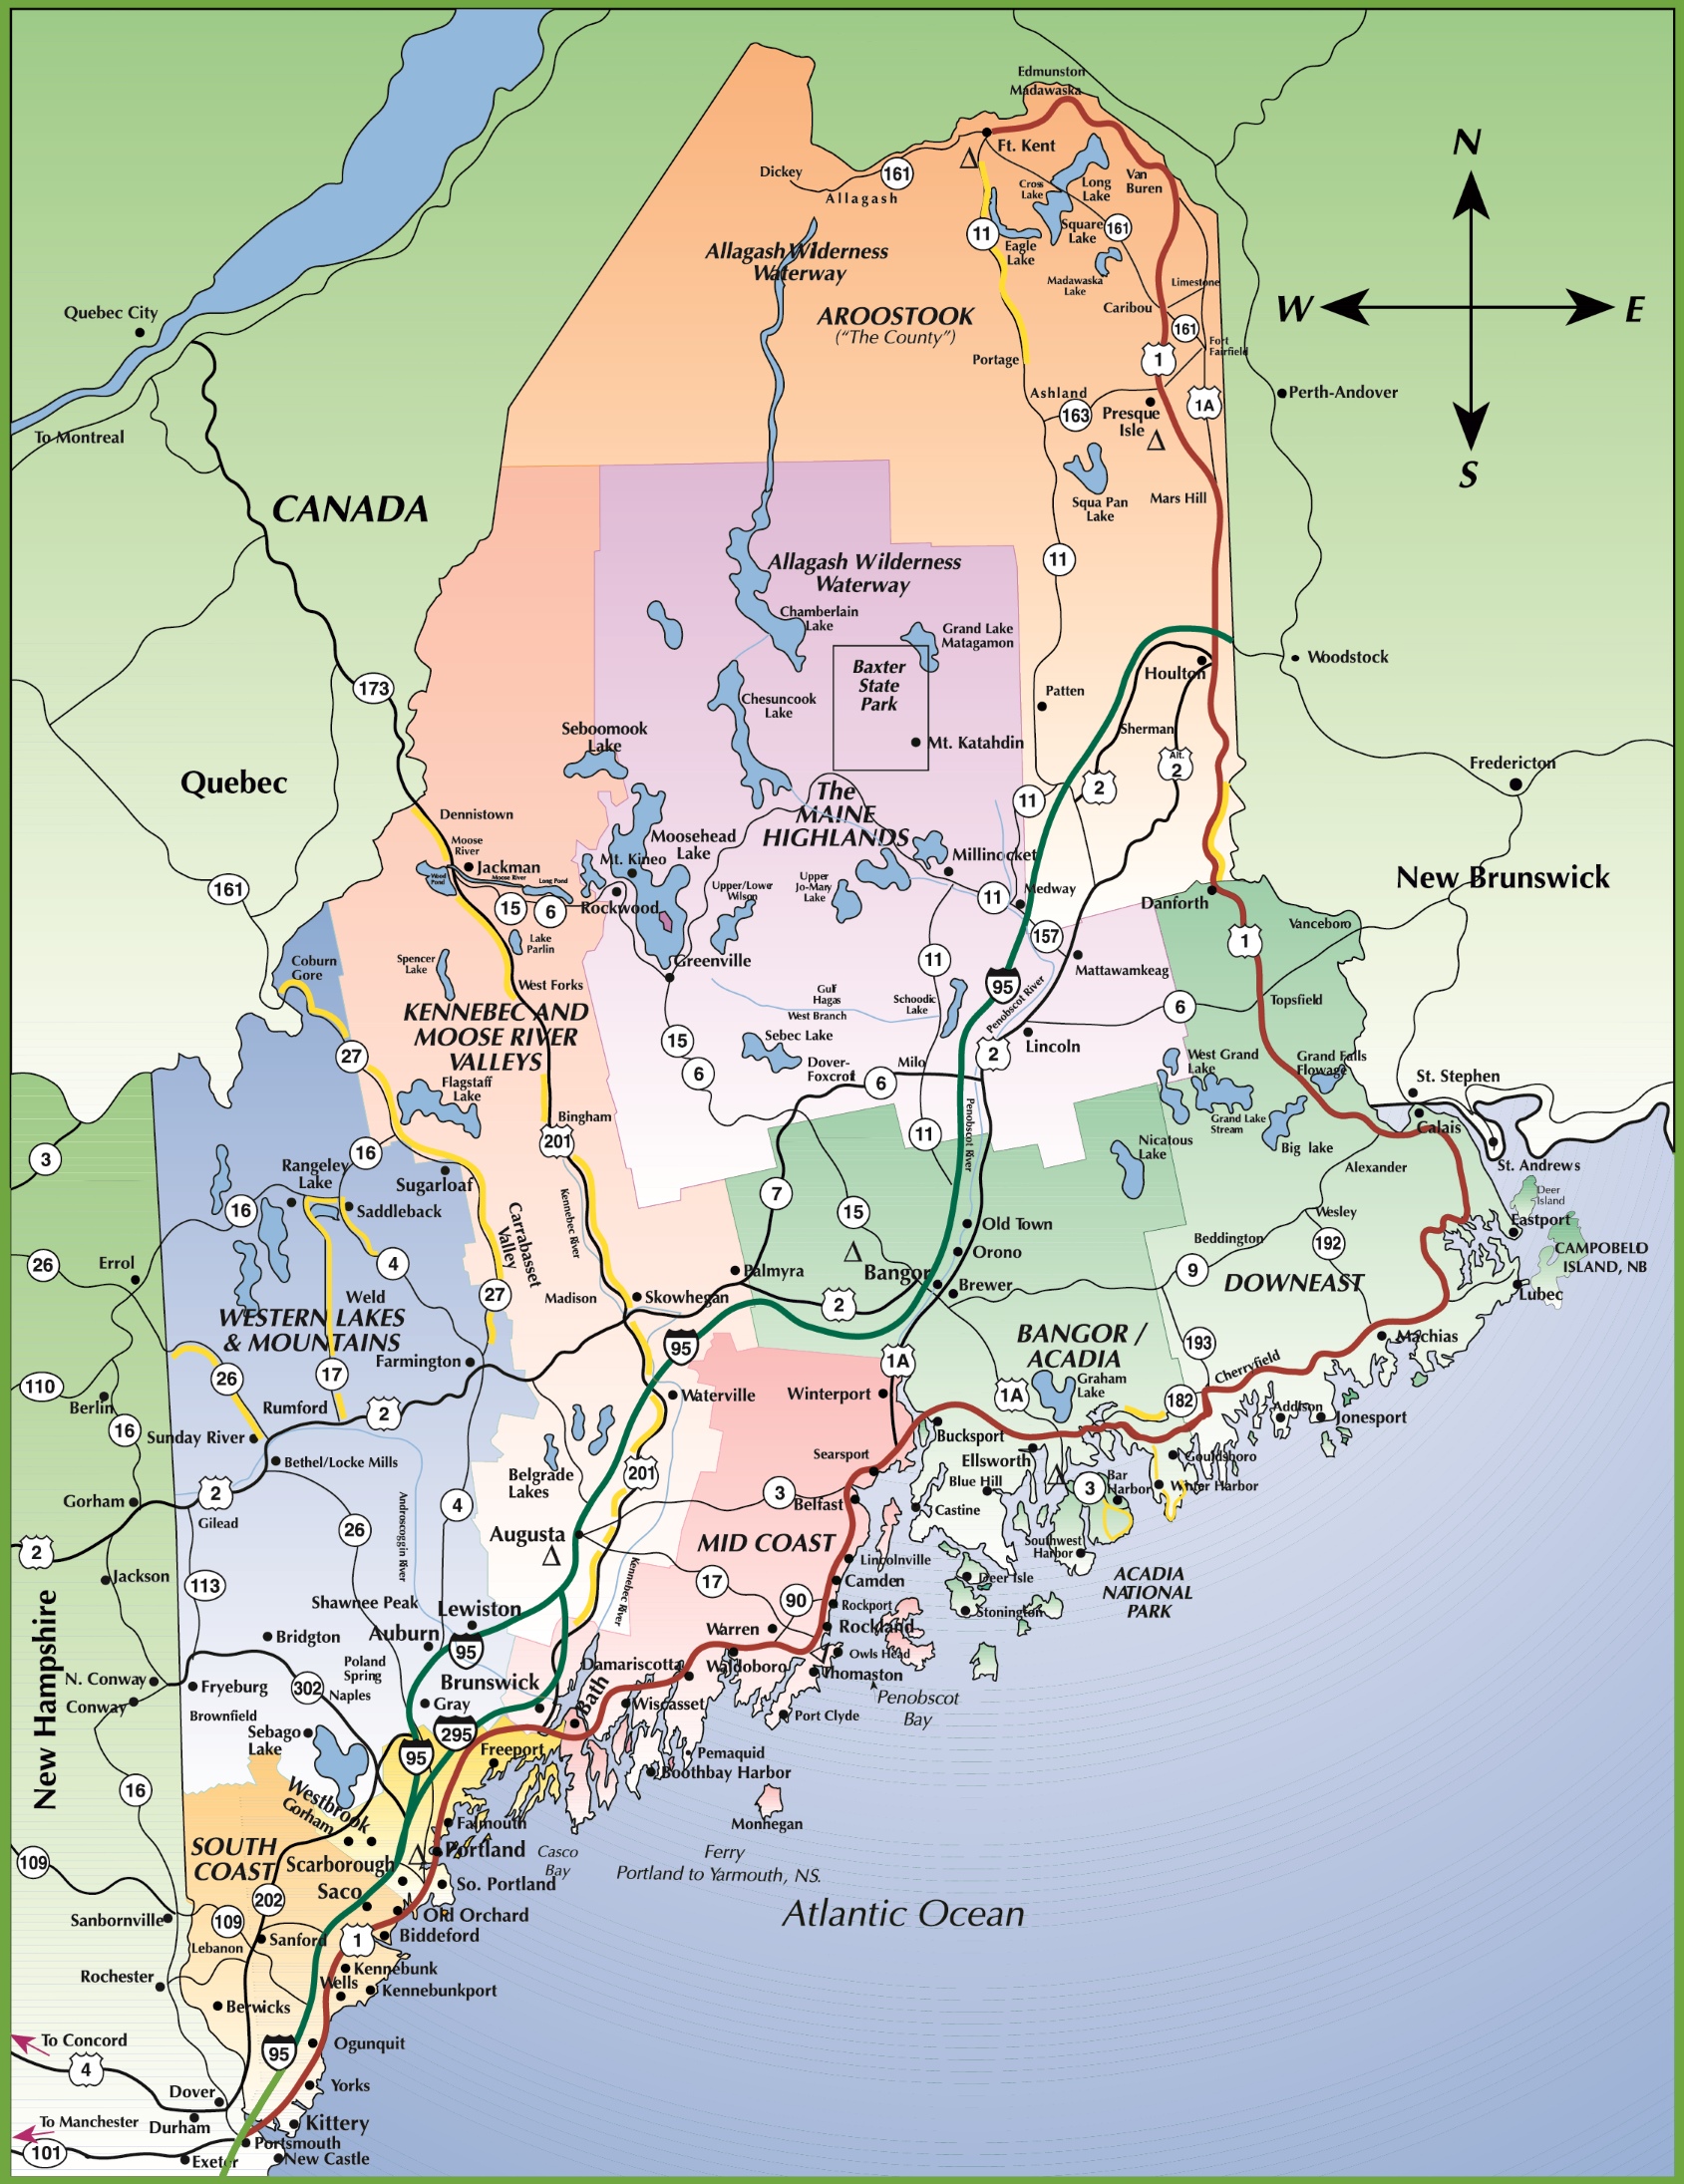 Edmunston
Madawaska
N
Ft. Kent
Dickey
161
Allagash
Cross
Lake
Long
Lake
Van
Buren
11
Square
Lake
161
Eagle
Lake
Allagash Wilderness
Waterway
Madawaska
Lake
Limestone
Quebec City
AROOSTOOK
("The County")
Caribou
W
E
161
Fort
Fairfield
Portage
1
Ashland
163
Presque
Isle
1A
Perth-Andover
To Montreal
S
CANADA
Squa Pan
Lake
Mars Hill
11
Allagash Wilderness
Waterway
Chamberlain
Lake
Grand Lake
Matagamon
Baxter
State
Park
Woodstock
Houlton
173
Chesuncook
Lake
Patten
Seboomook
Lake
Mt. Katahdin
Sherman
Alt.
2
Fredericton
Quebec
2
11
The
MAINE
HIGHLANDS
Dennistown
Moose
River
Moosehead
Lake
Mt. Kineo
Jackman
Wood
Pond
Moose River
Long Pond
Millinocket
161
15
6
Rockwood
Upper/Lower
Wilson
Upper
Jo-Mary
Lake
11
Medway
New Brunswick
Danforth
Vanceboro
157
1
Lake
Parlin
Coburn
Gore
Spencer
Lake
Greenville
11
Mattawamkeag
West Forks
95
Penobscot River
Gulf
Hagas
West Branch
Schoodic
Lake
6
Topsfield
KENNEBEC AND
MOOSE RIVER
VALLEYS
27
15
Sebec Lake
Lincoln
2
6
Dover-
Foxcroft
Milo
6
West Grand
Lake
Grand Falls
Flowage
St. Stephen
Flagstaff
Lake
Bingham
Penobscot River
Grand Lake
Stream
Calais
3
201
11
Nicatous
Lake
Big lake
16
Alexander
St. Andrews
Rangeley
Lake
Sugarloaf
Deer
Island
16
Saddleback
Kennebec River
7
15
Old Town
Wesley
Eastport
Carrabasset
Valley
Orono
Beddington
192
CAMPOBELO
ISLAND, NB
26
Errol
4
Palmyra
Bangor
9
DOWNEAST
Brewer
Lubec
27
Weld
Madison
Skowhegan
2
WESTERN LAKES
& MOUNTAINS
BANGOR /
ACADIA
193
Machias
95
1A
Farmington
Cherryfield
110
26
17
Waterville
Winterport
1A
Graham
Lake
182
Berlin
Rumford
2
Addison
Jonesport
16
Sunday River
Bucksport
Searsport
Ellsworth
Gouldsboro
Bethel/Locke Mills
Belgrade
Lakes
201
Blue Hill
3
Bar
Harbor
Winter Harbor
Gorham
2
Gilead
4
3
Belfast
Castine
26
Androscoggin River
Augusta
MID COAST
Southwest
Harbor
2
Lincolnville
Jackson
113
Kennebec River
17
Camden
Deer Isle
ACADIA
NATIONAL
PARK
90
Rockport
Stonington
Shawnee Peak
Lewiston
Bridgton
Auburn
95
Warren
Rockland
New Hampshire
Poland
Spring
Damariscotta
Waldoboro
Owls Head
N. Conway
Fryeburg
302
Naples
Brunswick
Thomaston
Penobscot
Bay
Conway
Gray
Bath
Wiscasset
Port Clyde
Brownfield
Sebago
Lake
295
95
Freeport
Pemaquid
Boothbay Harbor
16
Westbrook
Gorham
Falmouth
Monhegan
SOUTH
COAST
Portland
Casco
Bay
Ferry
Portland to Yarmouth, NS.
109
Scarborough
202
Saco
So. Portland
Atlantic Ocean
Sanbornville
109
Old Orchard
Lebanon
Sanford
1
Biddeford
Kennebunk
Rochester
Wells
Kennebunkport
Berwicks
To Concord
95
Ogunquit
4
Yorks
Dover
To Manchester
Durham
Kittery
101
Portsmouth
Exeter
New Castle